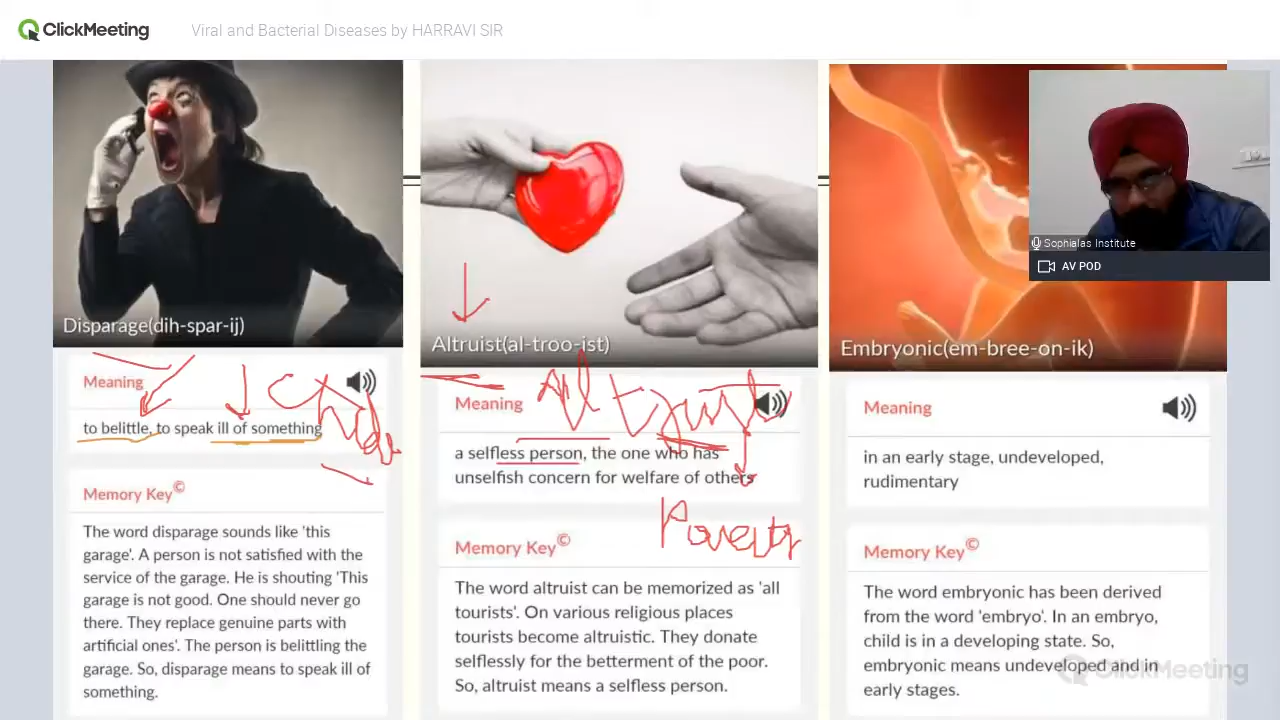 ClickMeeting
Viral and Bacterial Diseases by HARRAVI SIR
Disparage(dih-spar-ij)
Meaning
to belittle, to speak ill of something
Memory Key©
The word disparage sounds like 'this
garage'. A person is not satisfied with the
service of the garage. He is shouting 'This
garage is not good. One should never go
there. They replace genuine parts with
artificial ones'. The person is belittling the
garage. So, disparage means to speak ill of
something.
Altruist(al-troo-ist)
Meaning
a selfless person, the one who has
unselfish concern for welfare of others
Poverty
Memory Key©
The word altruist can be memorized as 'all
tourists'. On various religious places
tourists become altruistic. They donate
selflessly for the betterment of the poor.
So, altruist means a selfless person.
Sophialas Institute
AV POD
Embryonic(em-bree-on-ik)
Meaning
in an early stage, undeveloped,
rudimentary
Memory Key©
The word embryonic has been derived
from the word 'embryo'. In an embryo,
child is in a developing state. So,
embryonic means undeveloped and in
early stages.
ClickMeeting